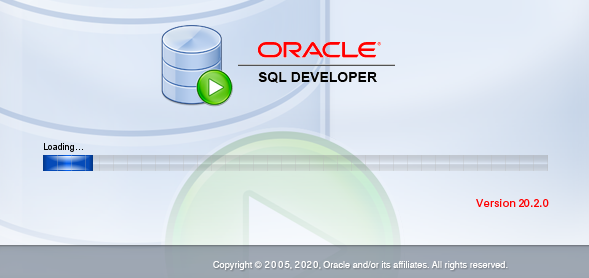 ORACLE®
SQL DEVELOPER
Loading...
Version 20.2.0
Copyright © 2005, 2020, Oracle and/or its affiliates. All rights reserved.